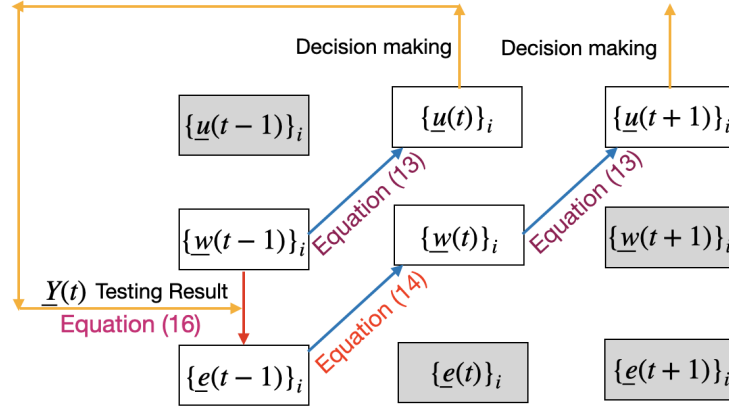 Decision making Decision making
{u(t − 1)}ᵢ {u(t)}ᵢ {u(t + 1)}ᵢ
Equation (13) Equation (13)
{w(t − 1)}ᵢ {w(t)}ᵢ {w(t + 1)}ᵢ
Y(t) Testing Result
Equation (16) Equation (14)
{e(t − 1)}ᵢ {e(t)}ᵢ {e(t + 1)}ᵢ